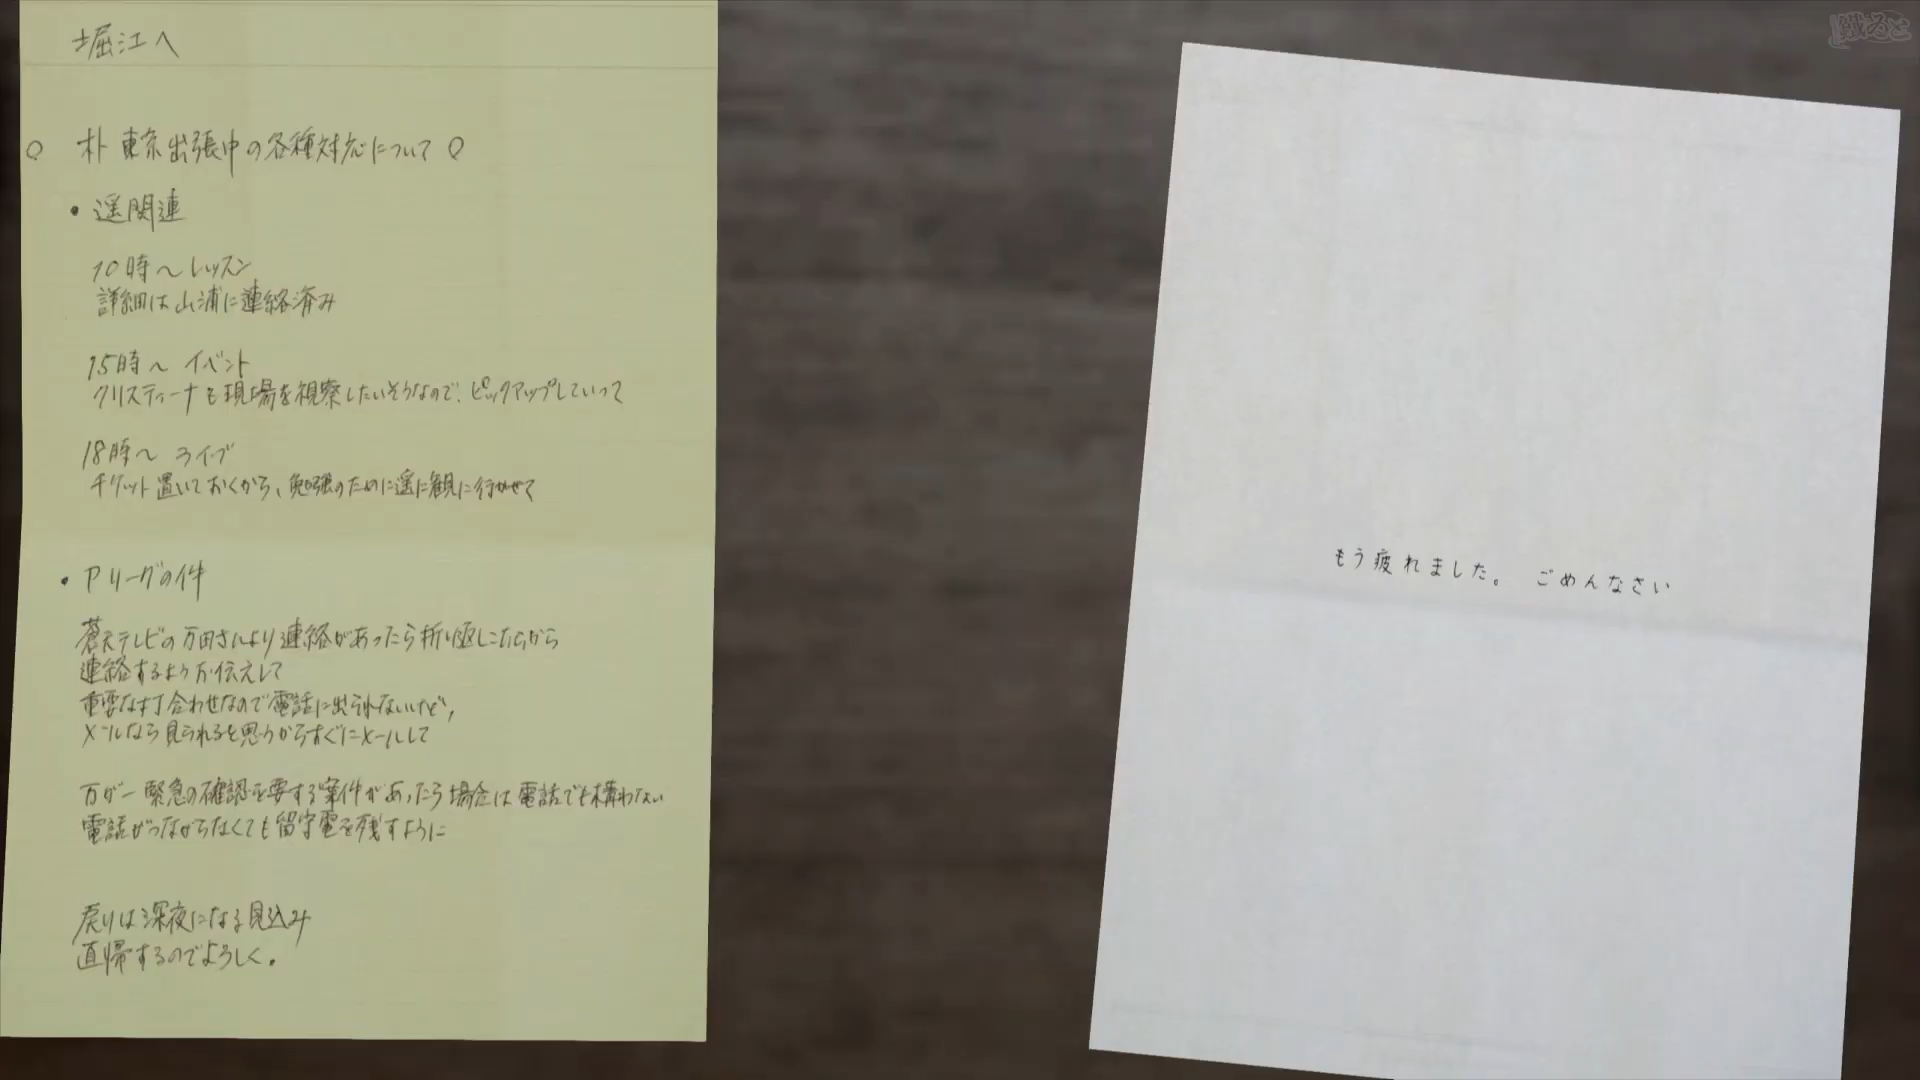 堀江へ
○ 朴 東京出張中の各種対応について ○
• 遥関連
10時〜レッスン
詳細は山浦に連絡済み
15時〜 イベント
クリスティーナも現場を視察したいそうなので、ピックアップしていって
18時〜 ライブ
チケット置いておくから、勉強のために遥に観に行かせて
• Pリーグの件
蒼天テレビの万田さんより連絡があったら折り返しこちらから
連絡するようお伝えして
重要な打ち合わせなので電話に出られないけど、
メールなら見られると思うからすぐにメールして
万が一緊急の確認を要する案件があったら場合は電話でも構わない
電話がつながらなくても留守電を残すように
戻りは深夜になる見込み
直帰するのでよろしく。
もう疲れました。 ごめんなさい